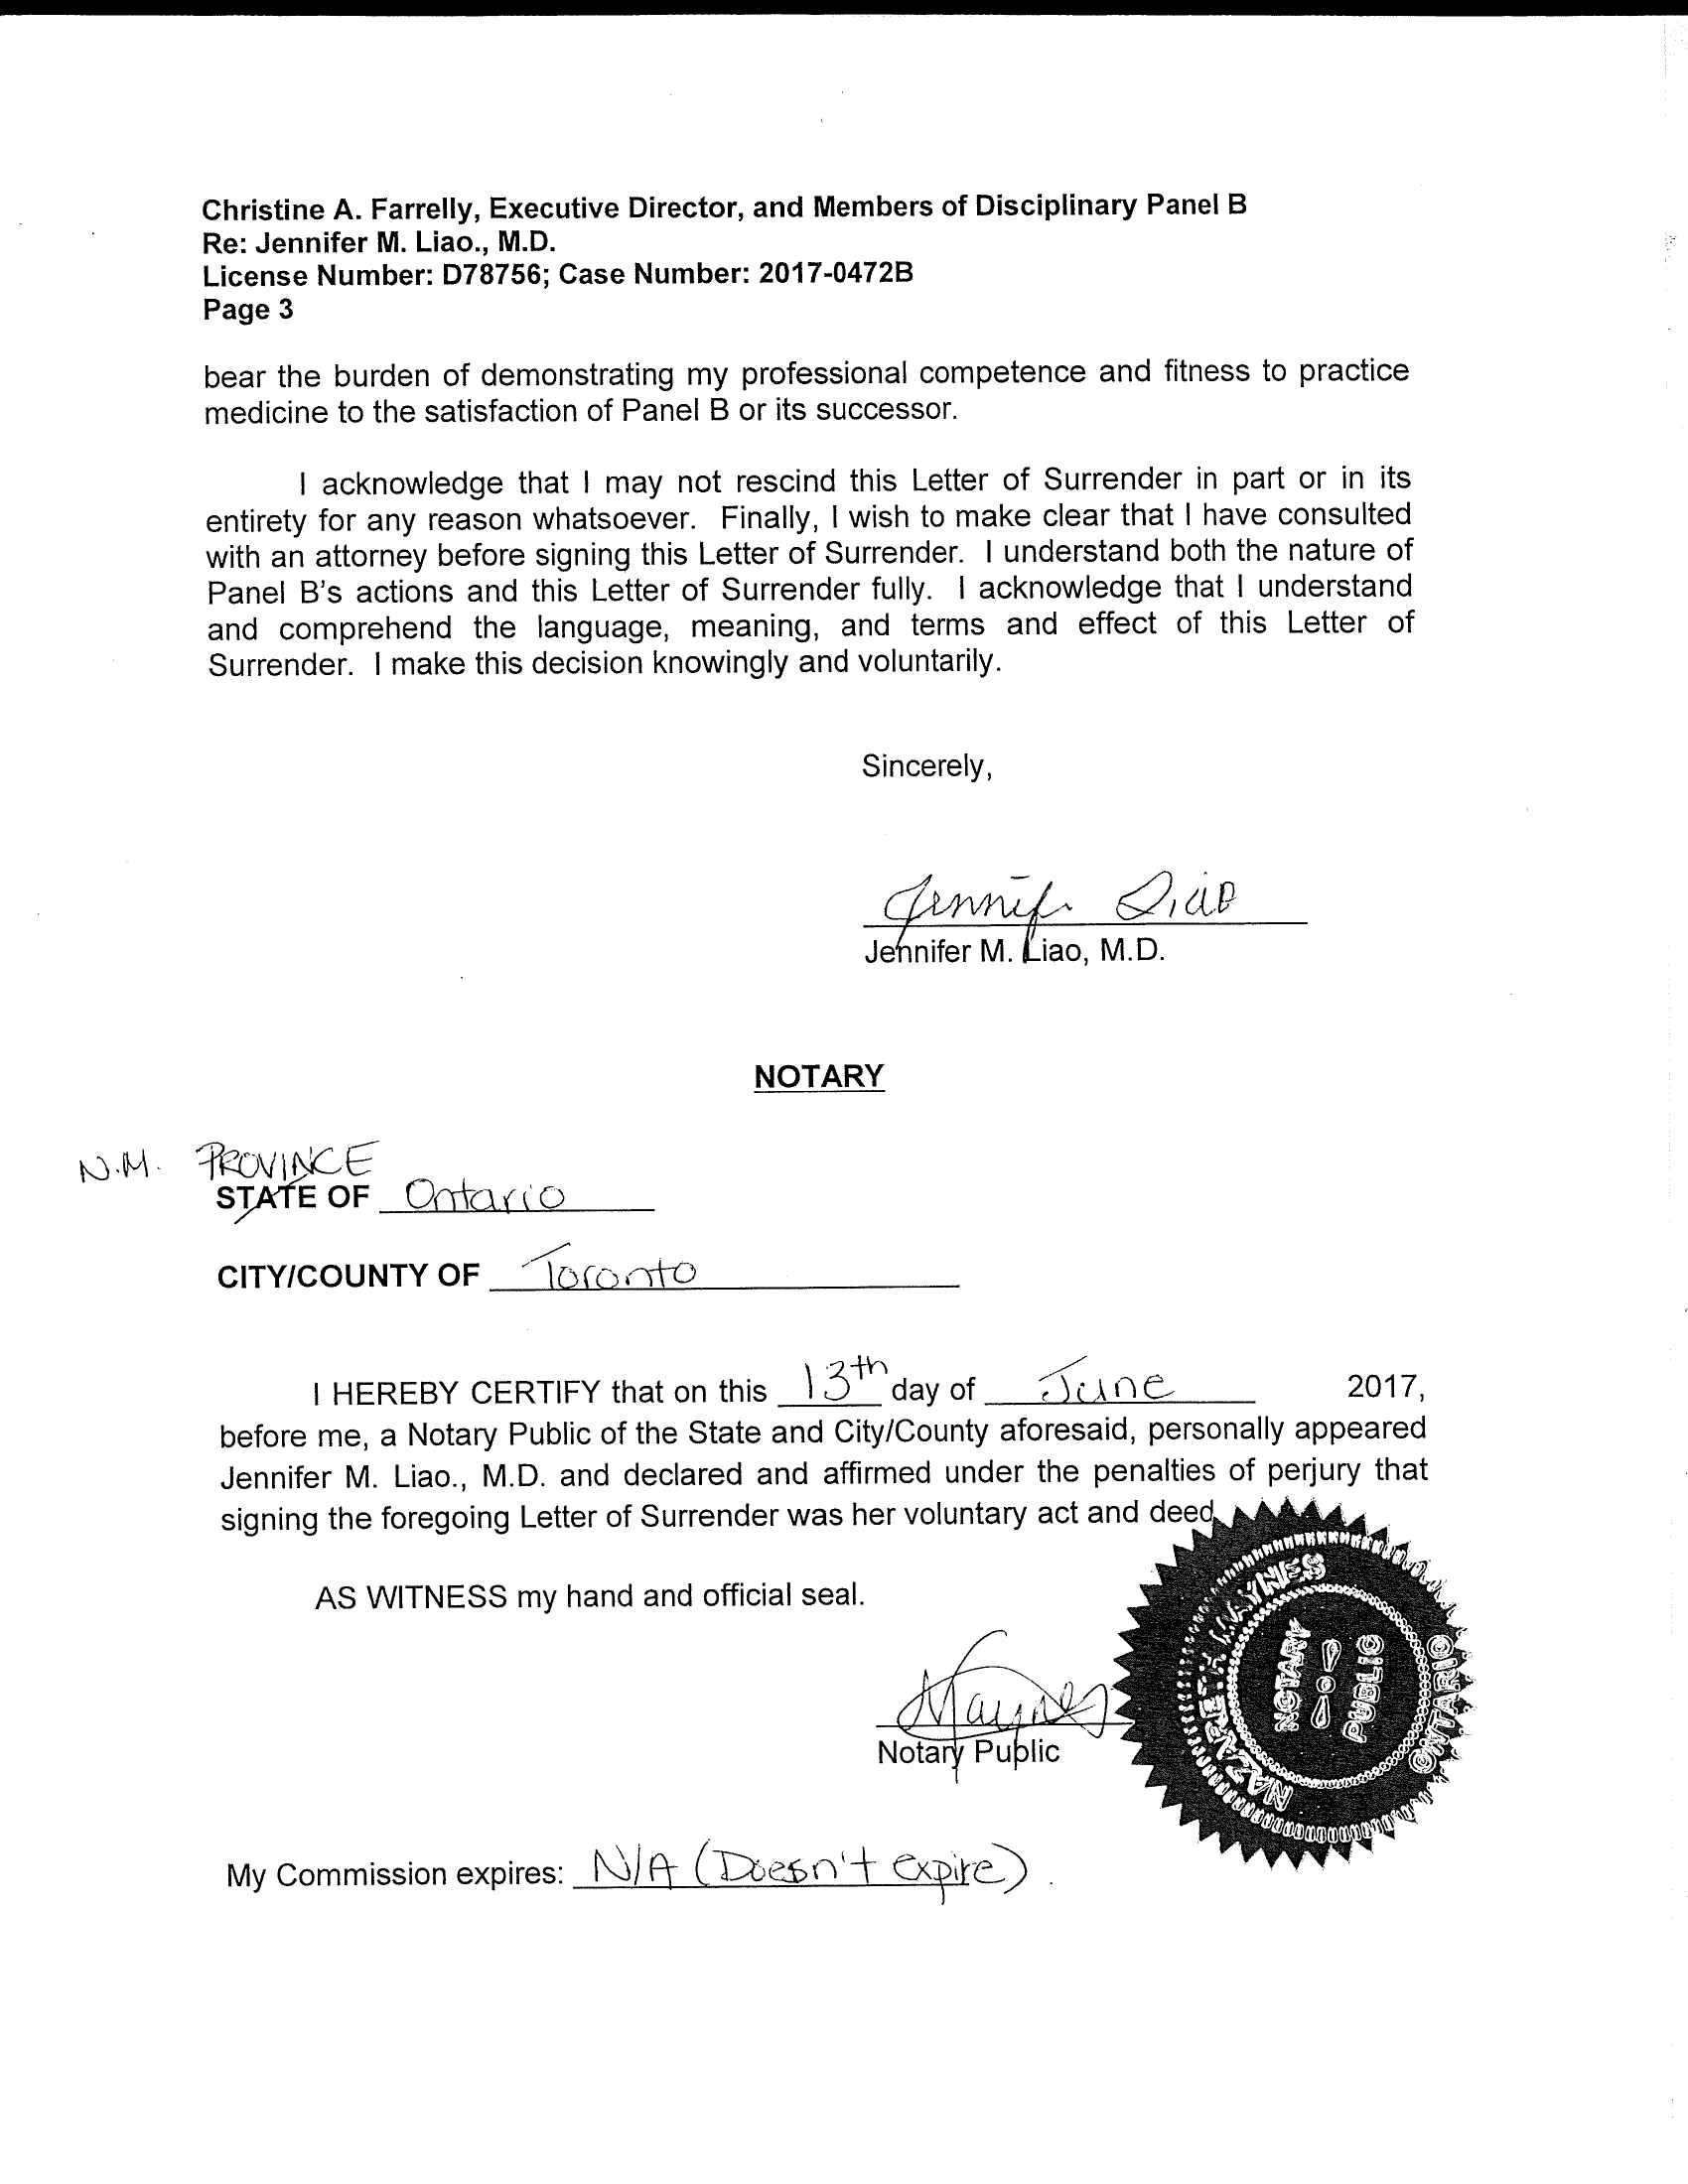 Christine A. Farrelly, Executive Director, and Members of Disciplinary Panel B
Re: Jennifer M. Liao., M.D.
License Number: D78756; Case Number: 2017-0472B
Page 3
bear the burden of demonstrating my professional competence and fitness to practice
medicine to the satisfaction of Panel B or its successor.
I acknowledge that I may not rescind this Letter of Surrender in part or in its
entirety for any reason whatsoever. Finally, I wish to make clear that I have consulted
with an attorney before signing this Letter of Surrender. I understand both the nature of
Panel B's actions and this Letter of Surrender fully. I acknowledge that I understand
and comprehend the language, meaning, and terms and effect of this Letter of
Surrender. I make this decision knowingly and voluntarily.
Sincerely,
Jennifer Liao
Jennifer M. Liao, M.D.
NOTARY
N.M. PROVINCE
STATE OF Ontario
CITY/COUNTY OF Toronto
I HEREBY CERTIFY that on this 13th day of June 2017,
before me, a Notary Public of the State and City/County aforesaid, personally appeared
Jennifer M. Liao., M.D. and declared and affirmed under the penalties of perjury that
signing the foregoing Letter of Surrender was her voluntary act and deed
AS WITNESS my hand and official seal.
Maynes
Notary Public
NOTARY
PUBLIC
ONTARIO
My Commission expires: N/A (Doesn't expire)